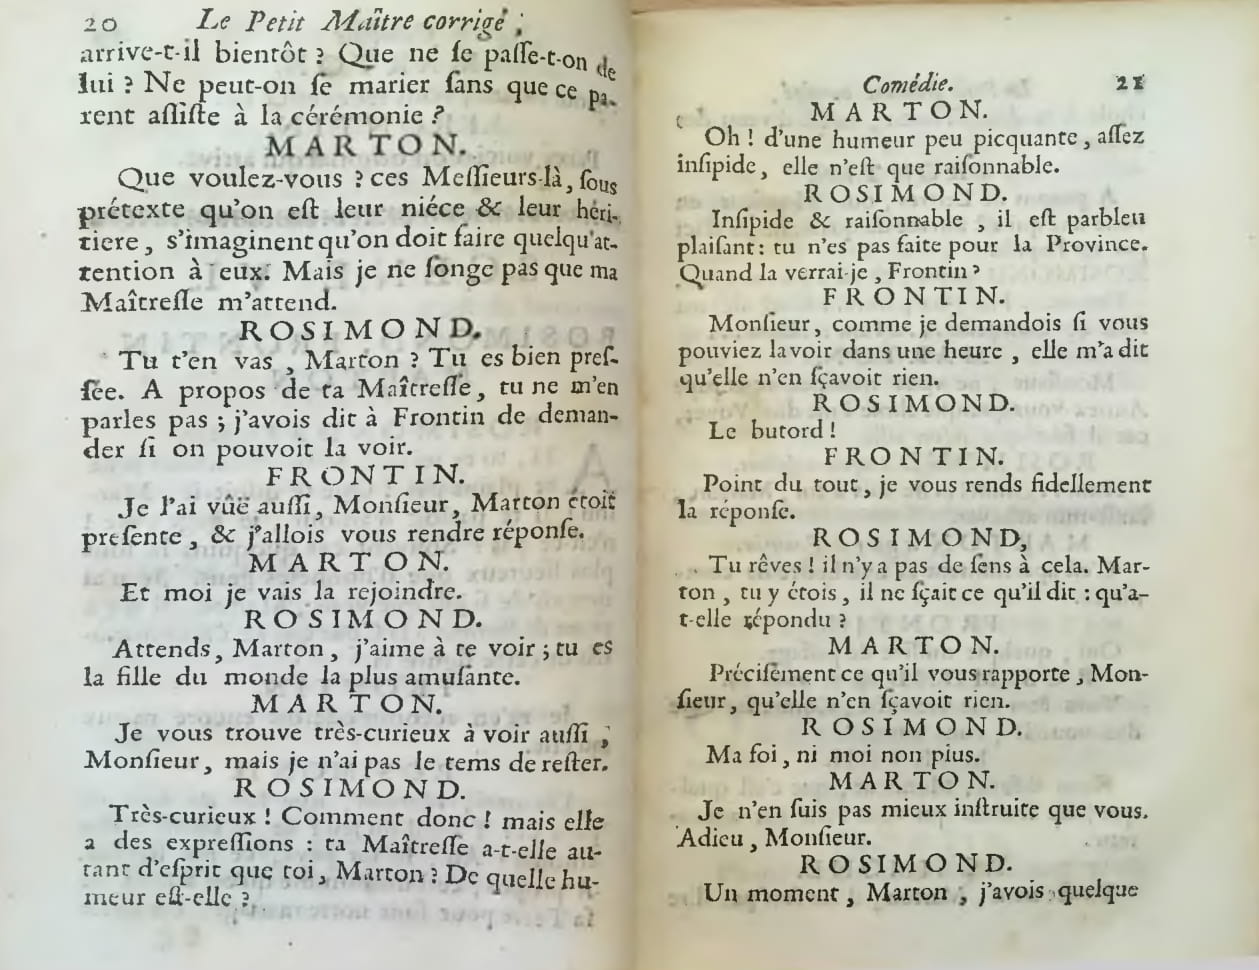 20 Le Petit Maître corrigé ;
arrive-t-il bientôt ? Que ne ſe paſſe-t-on de
lui ? Ne peut-on ſe marier ſans que ce pa-
rent aſſiſte à la cérémonie ?
MARTON.
Que voulez-vous ? ces Meſſieurs-là, ſous
prétexte qu'on eſt leur niéce & leur héri-
tiere, s'imaginent qu'on doit faire quelqu'at-
tention à eux. Mais je ne ſonge pas que ma
Maîtreſſe m'attend.
ROSIMOND.
Tu t'en vas, Marton ? Tu es bien preſ-
ſée. A propos de ta Maîtreſſe, tu ne m'en
parles pas ; j'avois dit à Frontin de deman-
der ſi on pouvoit la voir.
FRONTIN.
Je l'ai vûë auſſi, Monſieur, Marton étoit
preſente, & j'allois vous rendre réponſe.
MARTON.
Et moi je vais la rejoindre.
ROSIMOND.
Attends, Marton, j'aime à te voir ; tu es
la fille du monde la plus amuſante.
MARTON.
Je vous trouve très-curieux à voir auſſi ,
Monſieur, mais je n'ai pas le tems de reſter.
ROSIMOND.
Très-curieux ! Comment donc ! mais elle
a des expreſſions : ta Maîtreſſe a-t-elle au-
tant d'eſprit que toi, Marton ? De quelle hu-
meur eſt-elle ?
Comédie. 21
MARTON.
Oh ! d'une humeur peu picquante, aſſez
inſipide, elle n'eſt que raiſonnable.
ROSIMOND.
Inſipide & raiſonnable, il eſt parbleu
plaiſant : tu n'es pas faite pour la Province.
Quand la verrai-je, Frontin ?
FRONTIN.
Monſieur, comme je demandois ſi vous
pouviez la voir dans une heure, elle m'a dit
qu'elle n'en ſçavoit rien.
ROSIMOND.
Le butord !
FRONTIN.
Point du tout, je vous rends fidellement
la réponſe.
ROSIMOND,
Tu rêves ! il n'y a pas de ſens à cela. Mar-
ton, tu y étois, il ne ſçait ce qu'il dit : qu'a-
t-elle répondu ?
MARTON.
Préciſément ce qu'il vous rapporte, Mon-
ſieur, qu'elle n'en ſçavoit rien.
ROSIMOND.
Ma foi, ni moi non plus.
MARTON.
Je n'en ſuis pas mieux inſtruite que vous.
Adieu, Monſieur.
ROSIMOND.
Un moment, Marton, j'avois quelque